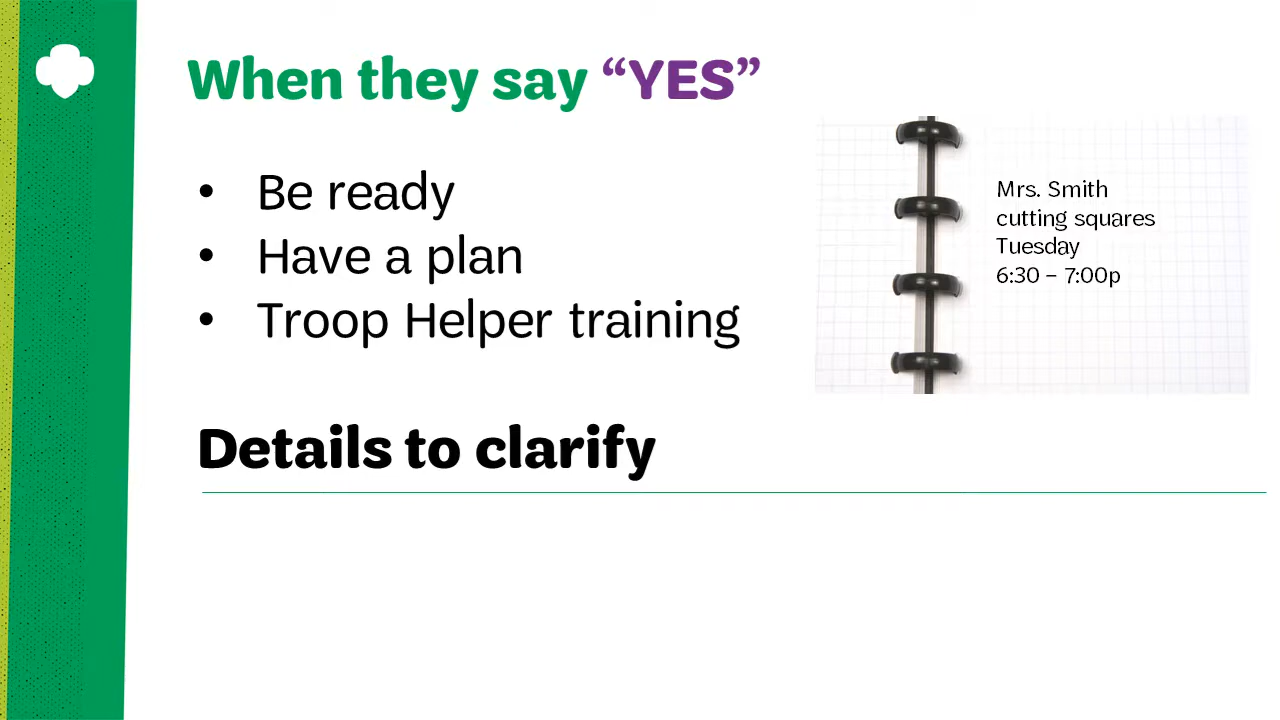 When they say “YES”
• Be ready
• Have a plan
• Troop Helper training
Mrs. Smith
cutting squares
Tuesday
6:30 – 7:00p
Details to clarify